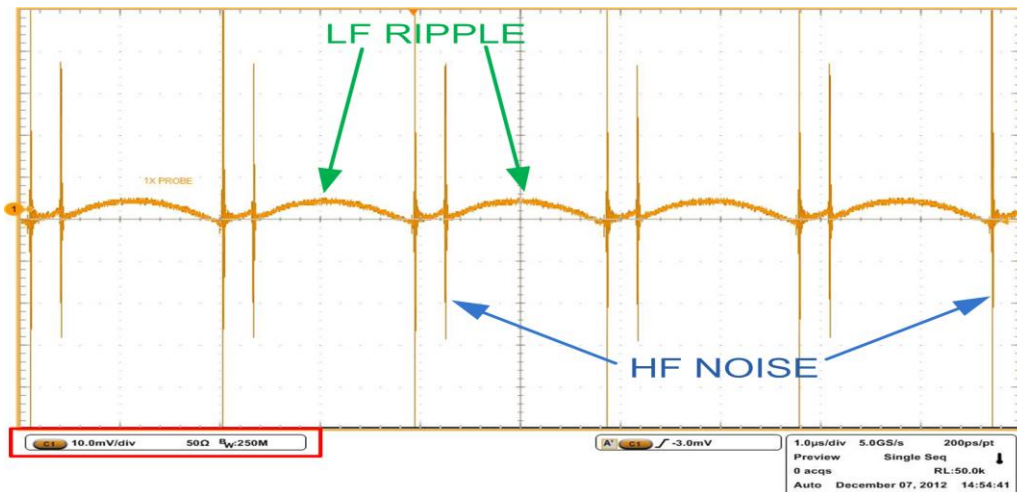 LF RIPPLE
1X PROBE
1
HF NOISE
C1 10.0mV/div 50Ω BW:250M
A' C1 -3.0mV
1.0μs/div 5.0GS/s 200ps/pt
Preview Single Seq
0 acqs RL:50.0k
Auto December 07, 2012 14:54:41